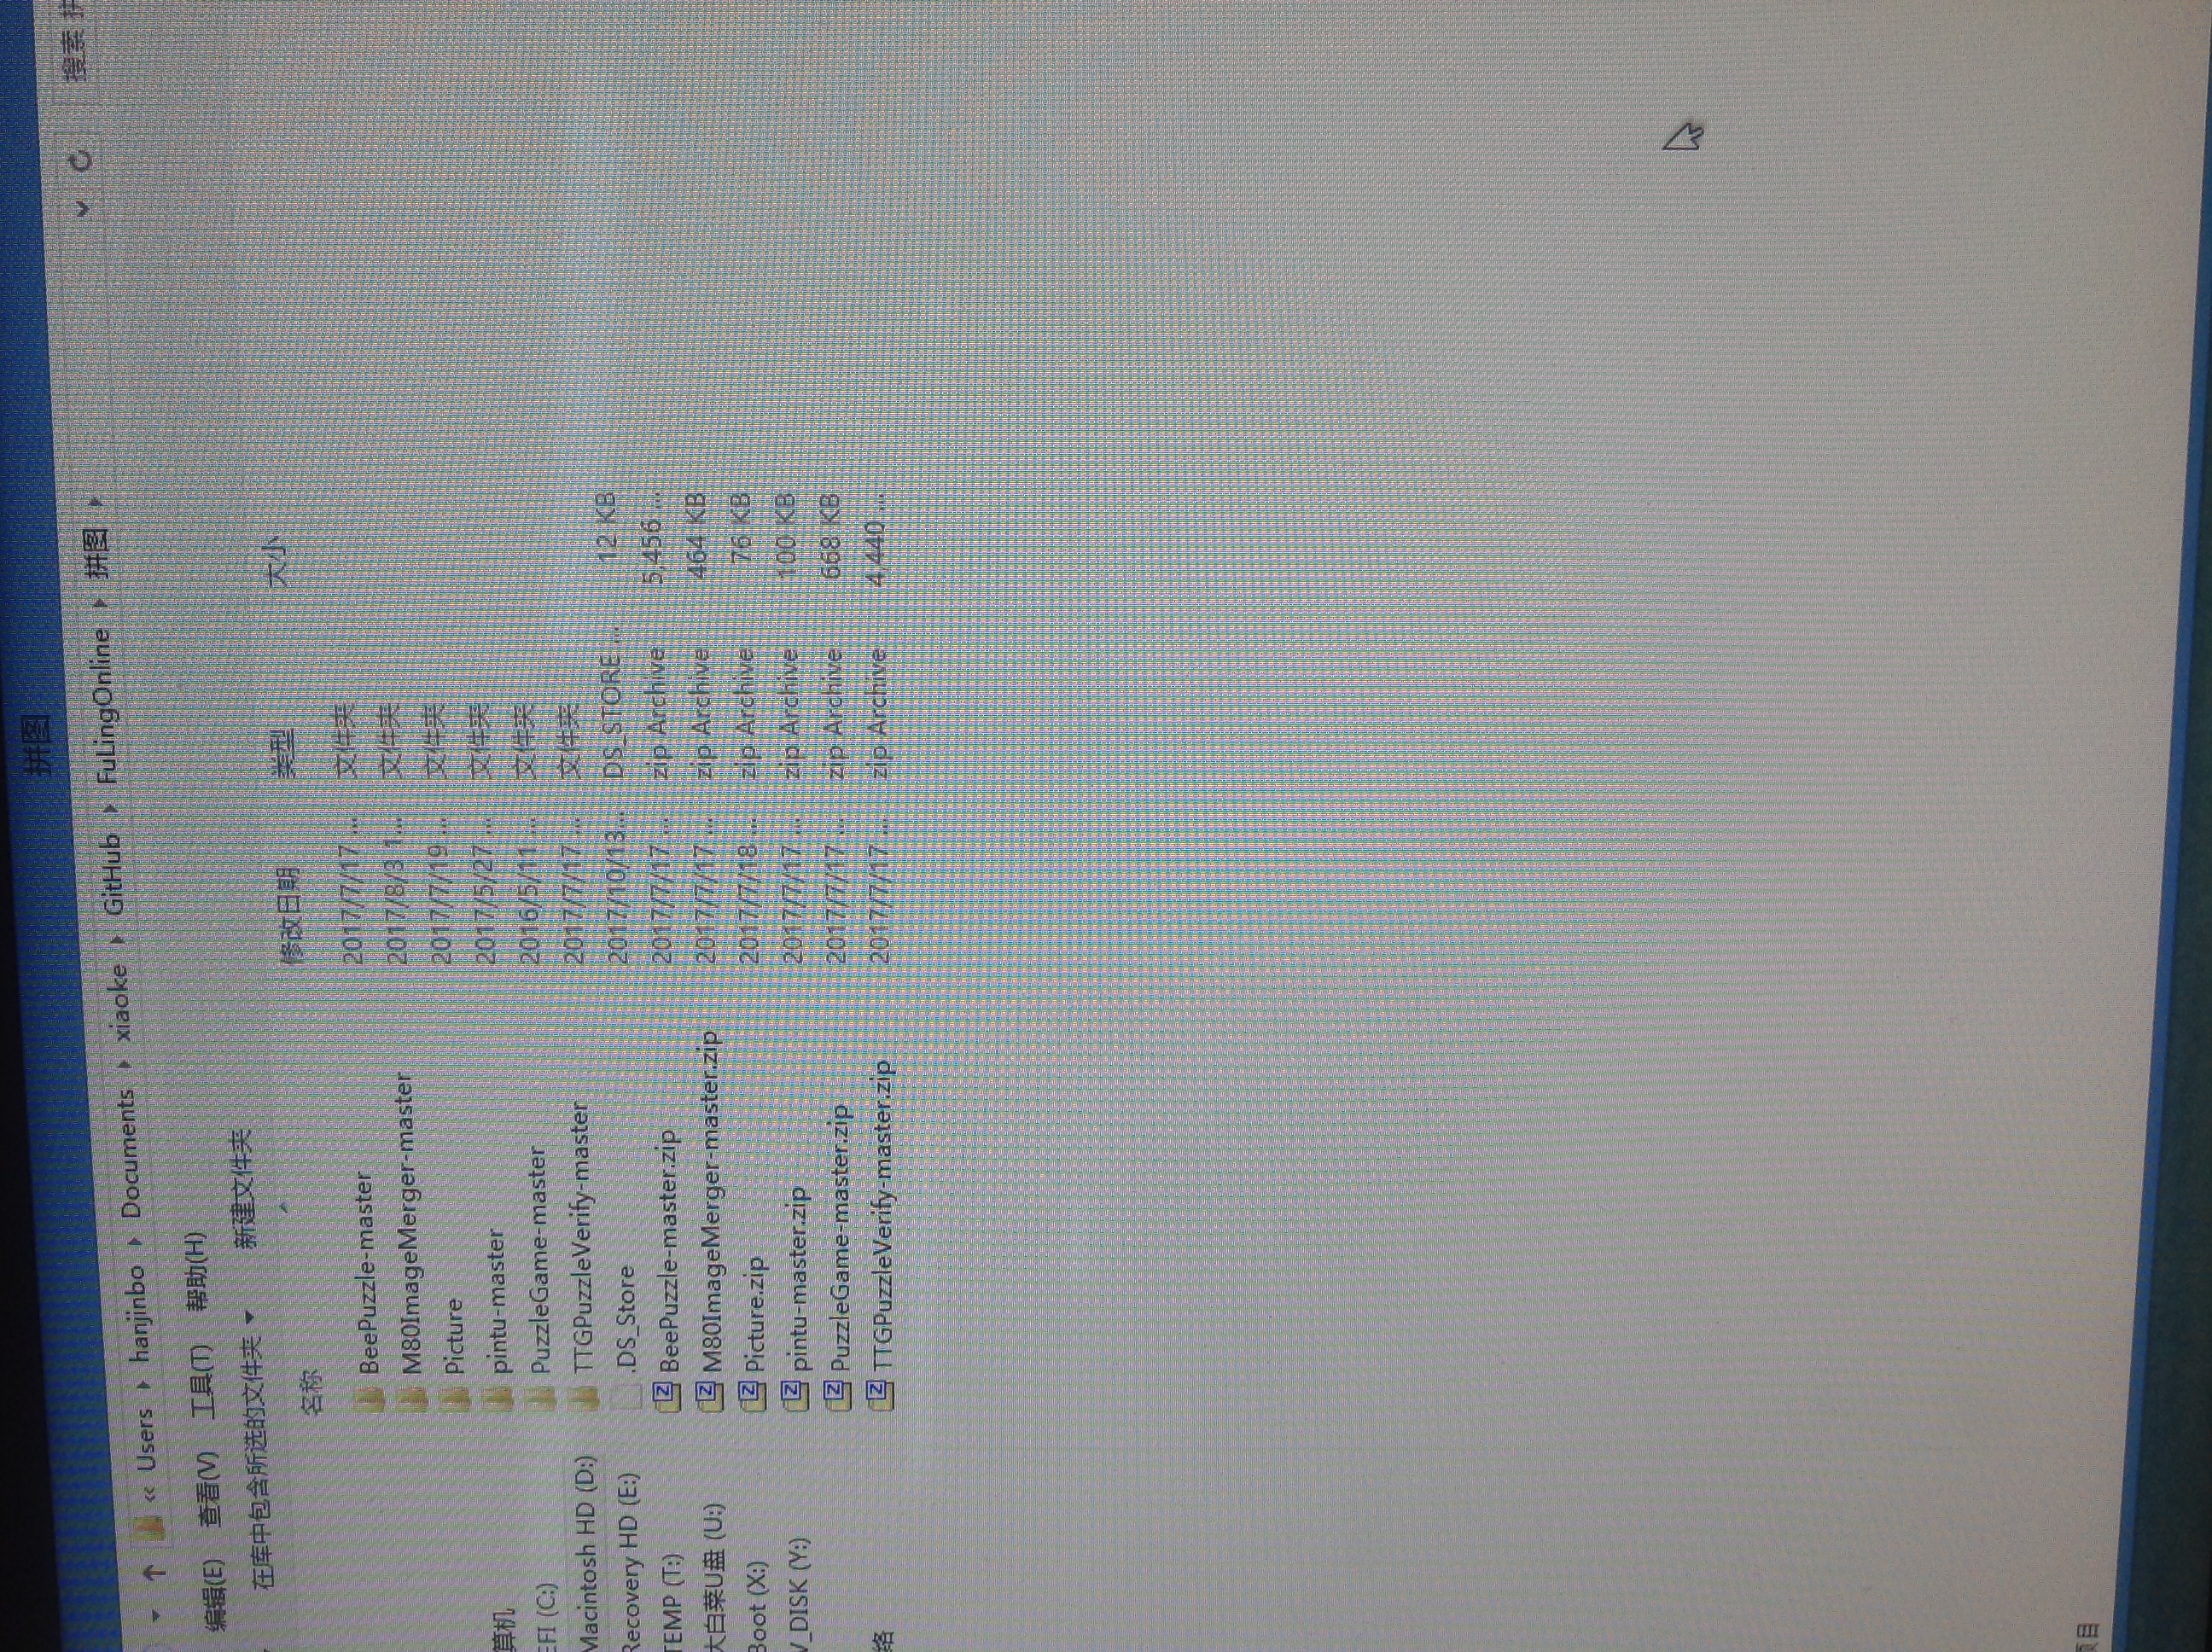 拼图
« Users › hanjinbo › Documents › xiaoke › GitHub › FuLingOnline › 拼图 ›
搜索
编辑(E) 查看(V) 工具(T) 帮助(H)
在库中包含所选的文件夹 新建文件夹
名称 修改日期 类型 大小
BeePuzzle-master 2017/7/17 ... 文件夹
M80ImageMerger-master 2017/8/3 1... 文件夹
Picture 2017/7/19 ... 文件夹
pintu-master 2017/5/27 ... 文件夹
PuzzleGame-master 2016/5/11 ... 文件夹
TTGPuzzleVerify-master 2017/7/17 ... 文件夹
.DS_Store 2017/10/13... DS_STORE ... 12 KB
BeePuzzle-master.zip 2017/7/17 ... zip Archive 5,456 ...
M80ImageMerger-master.zip 2017/7/17 ... zip Archive 464 KB
Picture.zip 2017/7/18 ... zip Archive 76 KB
pintu-master.zip 2017/7/17 ... zip Archive 100 KB
PuzzleGame-master.zip 2017/7/17 ... zip Archive 668 KB
TTGPuzzleVerify-master.zip 2017/7/17 ... zip Archive 4,440 ...
算机
EFI (C:)
Macintosh HD (D:)
Recovery HD (E:)
TEMP (T:)
大白菜U盘 (U:)
Boot (X:)
V_DISK (Y:)
络
项目